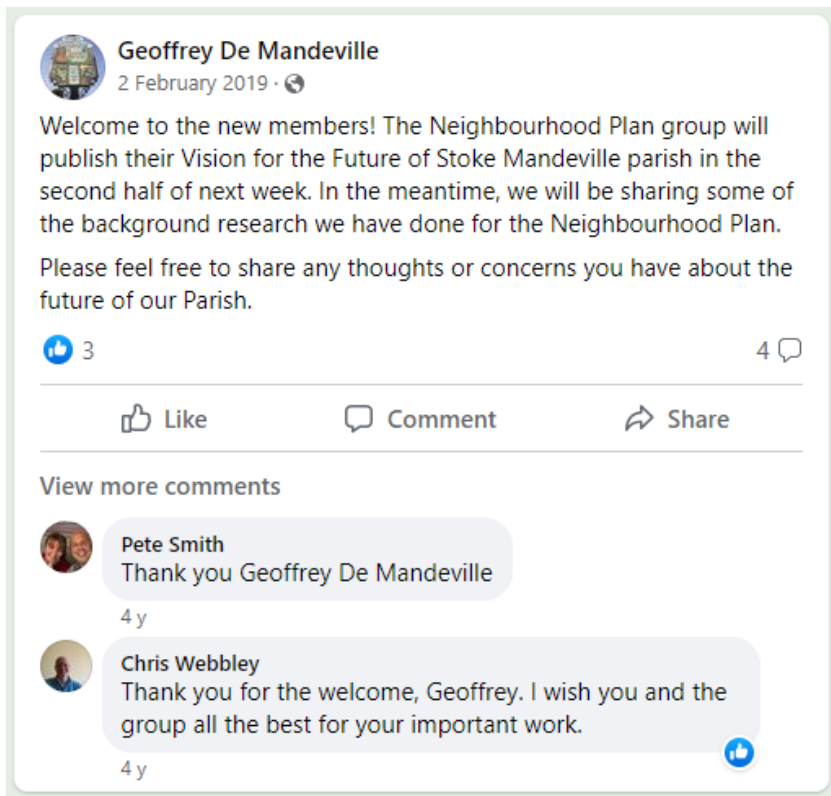 Geoffrey De Mandeville
2 February 2019 ·
Welcome to the new members! The Neighbourhood Plan group will
publish their Vision for the Future of Stoke Mandeville parish in the
second half of next week. In the meantime, we will be sharing some of
the background research we have done for the Neighbourhood Plan.
Please feel free to share any thoughts or concerns you have about the
future of our Parish.
3 4
Like Comment Share
View more comments
Pete Smith
Thank you Geoffrey De Mandeville
4 y
Chris Webbley
Thank you for the welcome, Geoffrey. I wish you and the
group all the best for your important work.
4 y